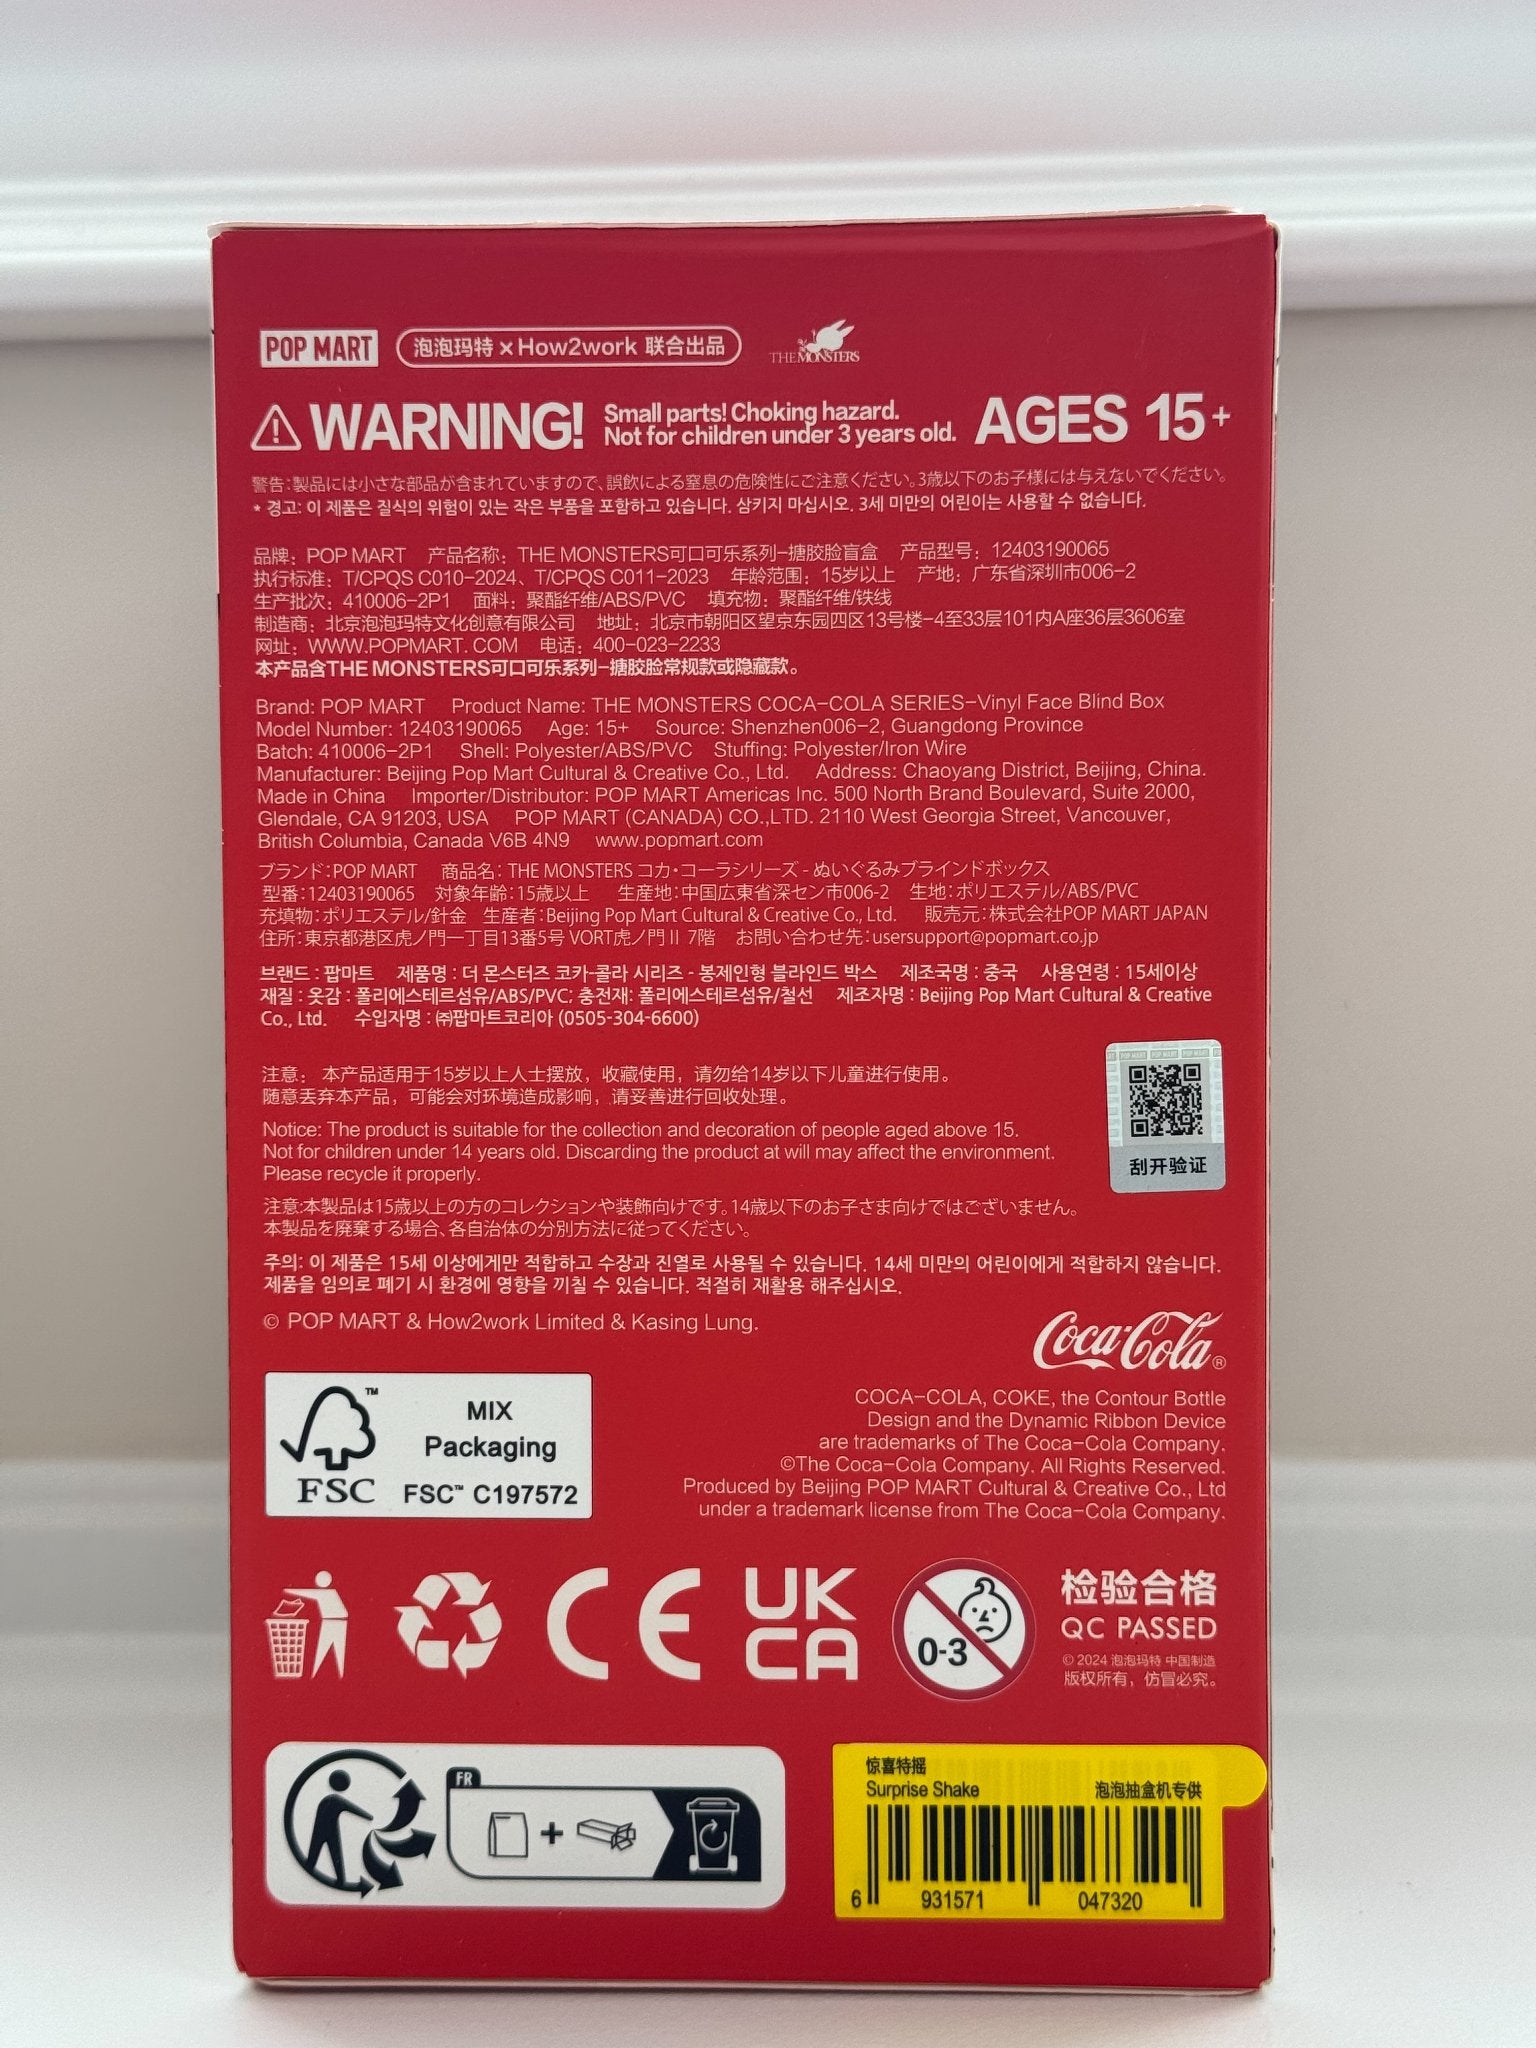 POP MART 泡泡玛特 × How2work 联合出品 THE MONSTERS
WARNING! Small parts! Choking hazard. AGES 15+
Not for children under 3 years old.
警告:製品には小さな部品が含まれていますので、誤飲による窒息の危険性にご注意ください。3歳以下のお子様には与えないでください。
* 경고: 이 제품은 질식의 위험이 있는 작은 부품을 포함하고 있습니다. 삼키지 마십시오. 3세 미만의 어린이는 사용할 수 없습니다.
品牌：POP MART 产品名称：THE MONSTERS可口可乐系列-搪胶脸盲盒 产品型号：12403190065
执行标准：T/CPQS C010-2024、T/CPQS C011-2023 年龄范围：15岁以上 产地：广东省深圳市006-2
生产批次：410006-2P1 面料：聚酯纤维/ABS/PVC 填充物：聚酯纤维/铁线
制造商：北京泡泡玛特文化创意有限公司 地址：北京市朝阳区望京东园四区13号楼-4至33层101内A座36层3606室
网址：WWW.POPMART.COM 电话：400-023-2233
本产品含THE MONSTERS可口可乐系列-搪胶脸常规款或隐藏款。
Brand: POP MART Product Name: THE MONSTERS COCA-COLA SERIES-Vinyl Face Blind Box
Model Number: 12403190065 Age: 15+ Source: Shenzhen006-2, Guangdong Province
Batch: 410006-2P1 Shell: Polyester/ABS/PVC Stuffing: Polyester/Iron Wire
Manufacturer: Beijing Pop Mart Cultural & Creative Co., Ltd. Address: Chaoyang District, Beijing, China.
Made in China Importer/Distributor: POP MART Americas Inc. 500 North Brand Boulevard, Suite 2000,
Glendale, CA 91203, USA POP MART (CANADA) CO.,LTD. 2110 West Georgia Street, Vancouver,
British Columbia, Canada V6B 4N9 www.popmart.com
ブランド:POP MART 商品名：THE MONSTERS コカ・コーラシリーズ - ぬいぐるみブラインドボックス
型番:12403190065 対象年齢:15歳以上 生産地:中国広東省深セン市006-2 生地:ポリエステル/ABS/PVC
充填物:ポリエステル/針金 生産者:Beijing Pop Mart Cultural & Creative Co., Ltd. 販売元:株式会社POP MART JAPAN
住所:東京都港区虎ノ門一丁目13番5号 VORT虎ノ門Ⅱ 7階 お問い合わせ先:usersupport@popmart.co.jp
브랜드 : 팝마트 제품명 : 더 몬스터즈 코카-콜라 시리즈 - 봉제인형 블라인드 박스 제조국명 : 중국 사용연령 : 15세이상
재질 : 옷감 : 폴리에스테르섬유/ABS/PVC; 충전재: 폴리에스테르섬유/철선 제조자명 : Beijing Pop Mart Cultural & Creative
Co., Ltd. 수입자명 : ㈜팝마트코리아 (0505-304-6600)
注意： 本产品适用于15岁以上人士摆放，收藏使用，请勿给14岁以下儿童进行使用。
随意丢弃本产品，可能会对环境造成影响，请妥善进行回收处理。
Notice: The product is suitable for the collection and decoration of people aged above 15.
Not for children under 14 years old. Discarding the product at will may affect the environment.
Please recycle it properly.
刮开验证
注意:本製品は15歳以上の方のコレクションや装飾向けです。14歳以下のお子さま向けではございません。
本製品を廃棄する場合、各自治体の分別方法に従ってください。
주의: 이 제품은 15세 이상에게만 적합하고 수장과 진열로 사용될 수 있습니다. 14세 미만의 어린이에게 적합하지 않습니다.
제품을 임의로 폐기 시 환경에 영향을 끼칠 수 있습니다. 적절히 재활용 해주십시오.
© POP MART & How2work Limited & Kasing Lung.
Coca-Cola®
COCA-COLA, COKE, the Contour Bottle
Design and the Dynamic Ribbon Device
are trademarks of The Coca-Cola Company.
©The Coca-Cola Company. All Rights Reserved.
Produced by Beijing POP MART Cultural & Creative Co., Ltd
under a trademark license from The Coca-Cola Company.
™
MIX
Packaging
FSC FSC™ C197572
CE UK
CA
0-3
检验合格
QC PASSED
© 2024 泡泡玛特 中国制造
版权所有，仿冒必究。
FR
+
惊喜特摇
Surprise Shake 泡泡抽盒机专供
6 931571 047320